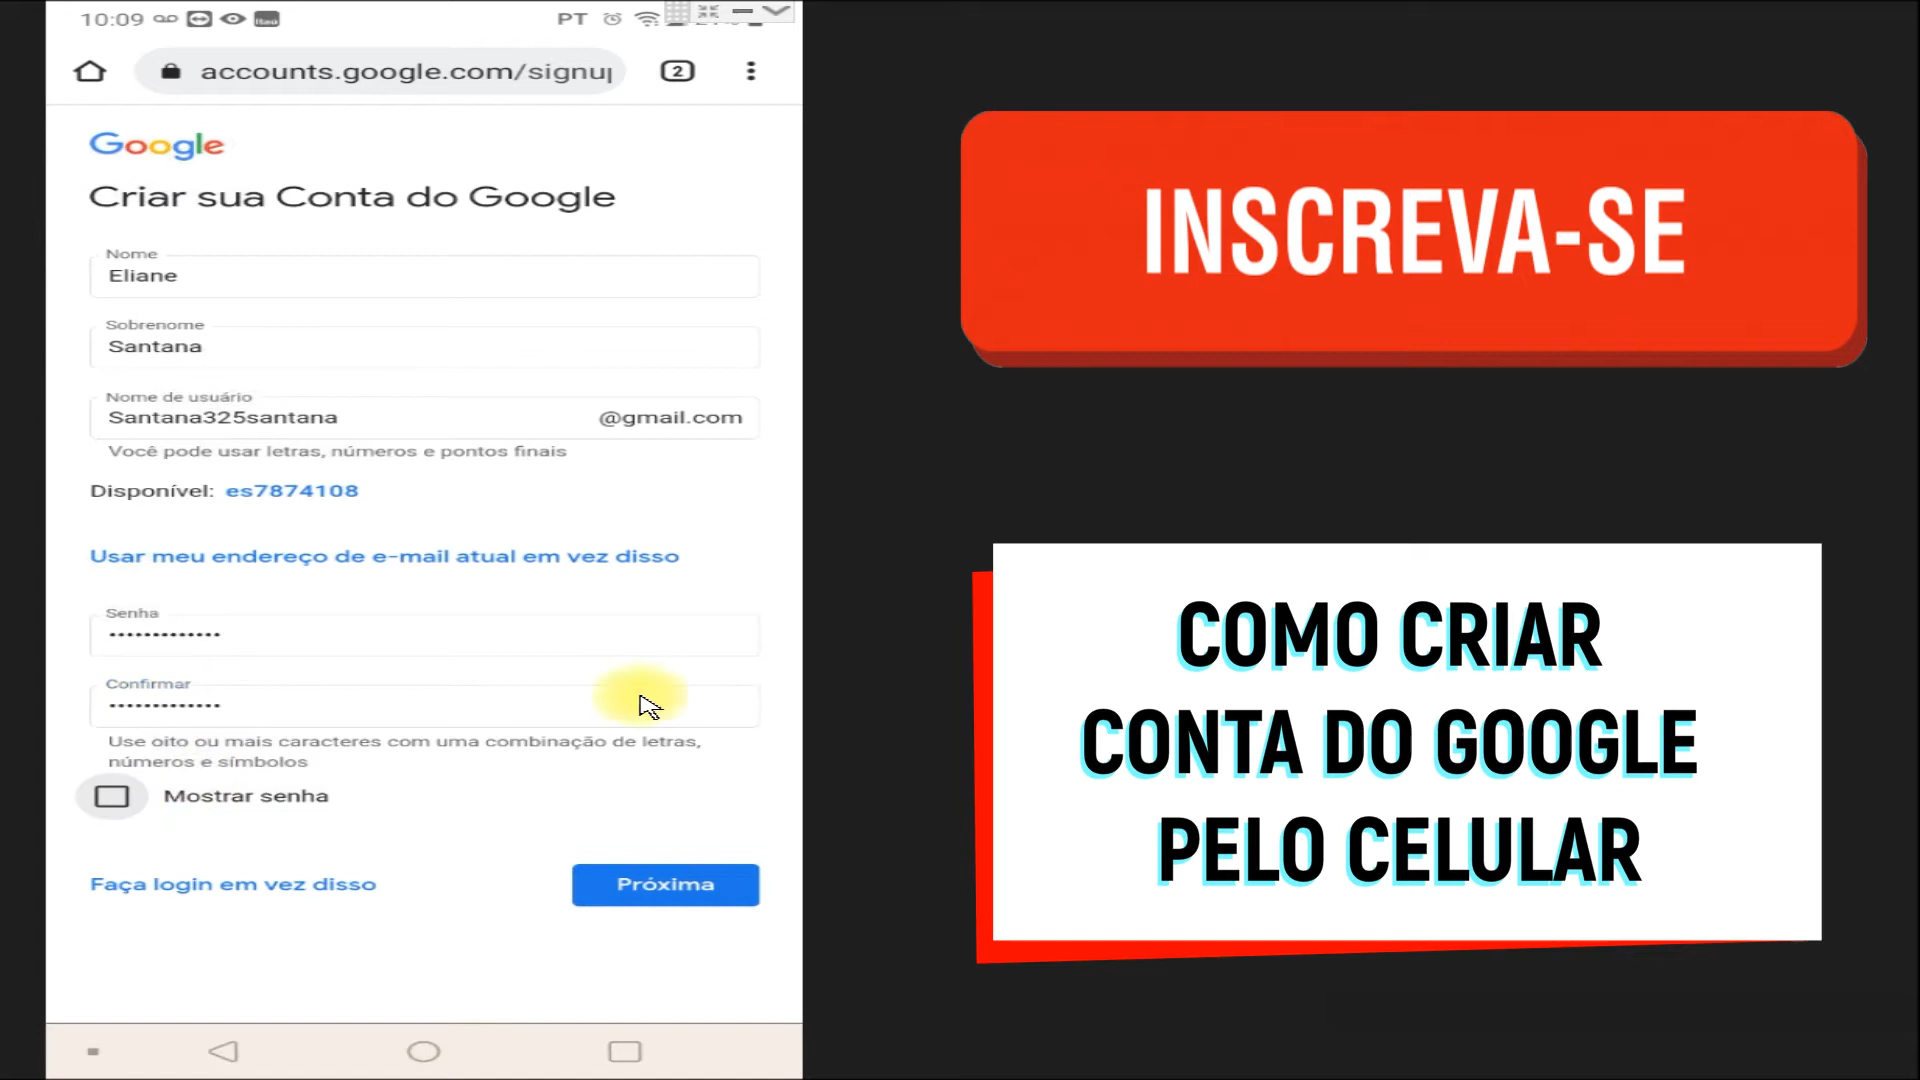 10:09
Itaú
PT
accounts.google.com/signup
2
Google
Criar sua Conta do Google
Nome
Eliane
Sobrenome
Santana
Nome de usuário
Santana325santana @gmail.com
Você pode usar letras, números e pontos finais
Disponível: es7874108
Usar meu endereço de e-mail atual em vez disso
Senha
•••••••••••••
Confirmar
•••••••••••••
Use oito ou mais caracteres com uma combinação de letras,
números e símbolos
Mostrar senha
Faça login em vez disso
Próxima
INSCREVA-SE
COMO CRIAR
CONTA DO GOOGLE
PELO CELULAR